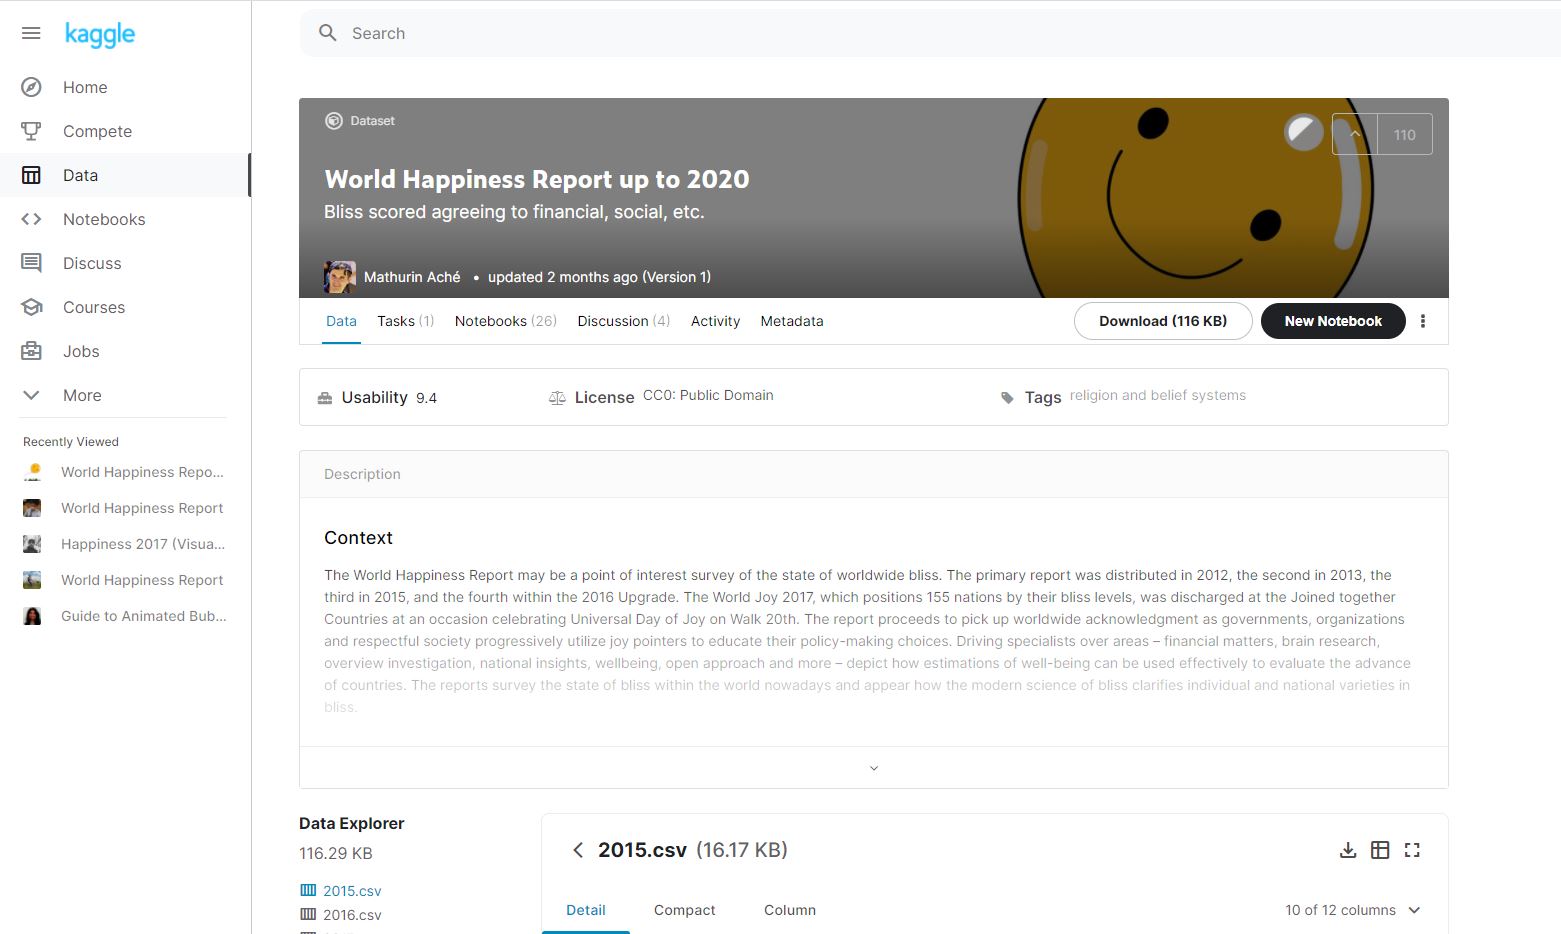 kaggle
Search
Home
Compete
Data
Notebooks
Discuss
Courses
Jobs
More
Recently Viewed
World Happiness Repo...
World Happiness Report
Happiness 2017 (Visua...
World Happiness Report
Guide to Animated Bub...
Dataset
110
World Happiness Report up to 2020
Bliss scored agreeing to financial, social, etc.
Mathurin Aché • updated 2 months ago (Version 1)
Data Tasks (1) Notebooks (26) Discussion (4) Activity Metadata Download (116 KB) New Notebook
Usability 9.4 License CC0: Public Domain Tags religion and belief systems
Description
Context
The World Happiness Report may be a point of interest survey of the state of worldwide bliss. The primary report was distributed in 2012, the second in 2013, the
third in 2015, and the fourth within the 2016 Upgrade. The World Joy 2017, which positions 155 nations by their bliss levels, was discharged at the Joined together
Countries at an occasion celebrating Universal Day of Joy on Walk 20th. The report proceeds to pick up worldwide acknowledgment as governments, organizations
and respectful society progressively utilize joy pointers to educate their policy-making choices. Driving specialists over areas – financial matters, brain research,
overview investigation, national insights, wellbeing, open approach and more – depict how estimations of well-being can be used effectively to evaluate the advance
of countries. The reports survey the state of bliss within the world nowadays and appear how the modern science of bliss clarifies individual and national varieties in
bliss.
Data Explorer
116.29 KB
2015.csv
2016.csv
2015.csv (16.17 KB)
Detail Compact Column 10 of 12 columns